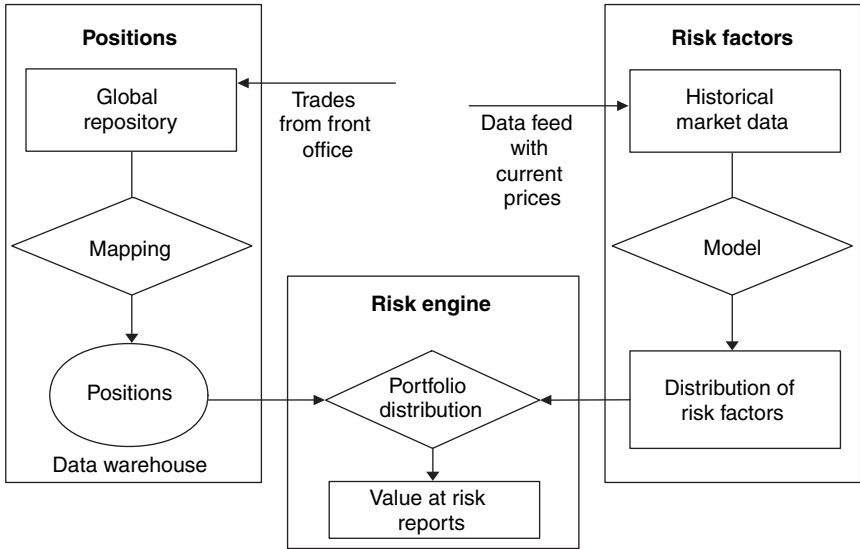 Positions
Global
repository
Trades
from front
office
Mapping
Positions
Data warehouse
Data feed
with
current
prices
Risk engine
Portfolio
distribution
Value at risk
reports
Risk factors
Historical
market data
Model
Distribution of
risk factors